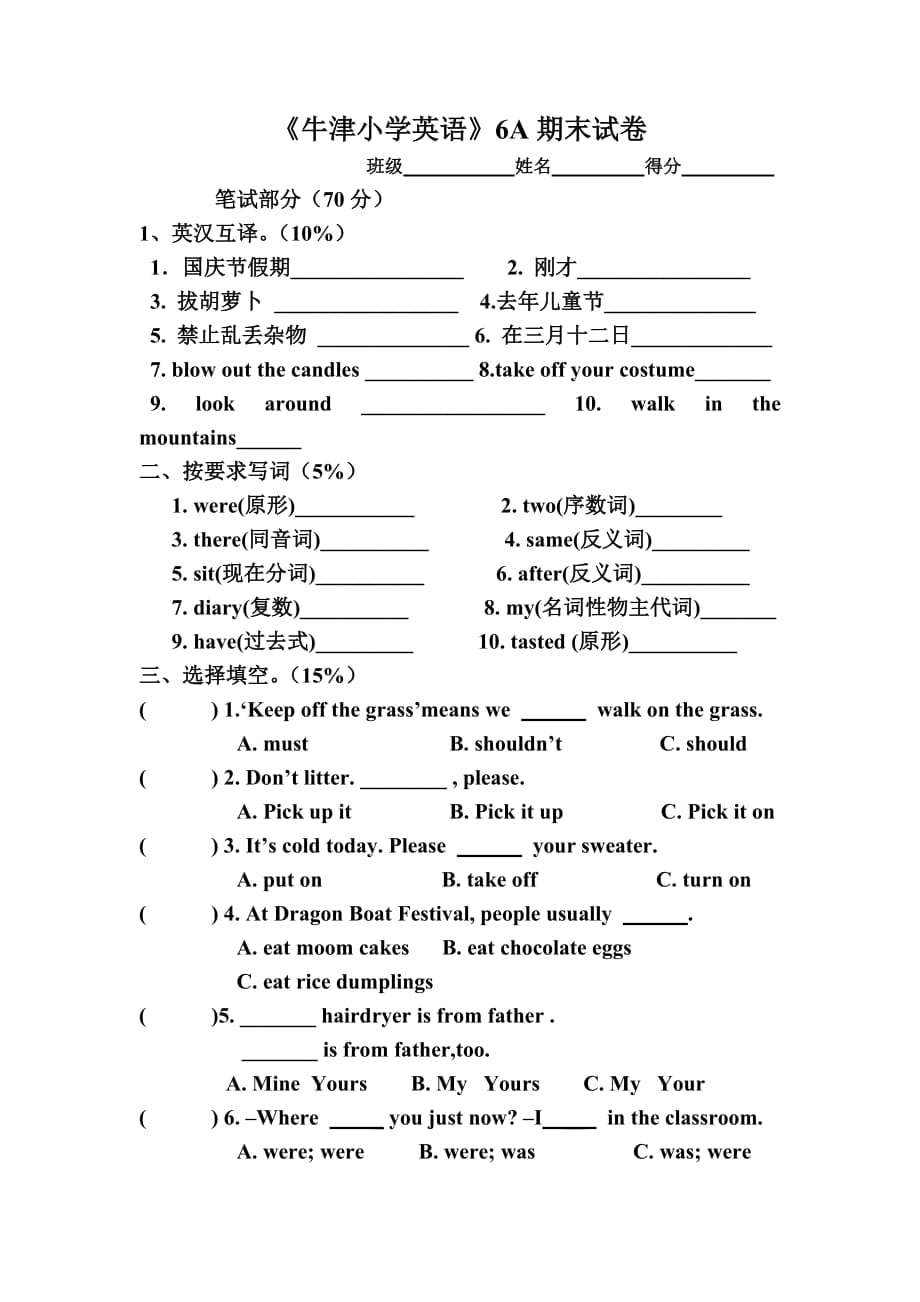 《牛津小学英语》6A 期末试卷
班级____________姓名__________得分__________
笔试部分（70 分）
1、英汉互译。（10%）
1．国庆节假期________________ 2. 刚才________________
3. 拔胡萝卜 _________________ 4.去年儿童节______________
5. 禁止乱丢杂物 ______________ 6. 在三月十二日_____________
7. blow out the candles __________ 8.take off your costume_______
9. look around _________________ 10. walk in the
mountains______
二、按要求写词（5%）
1. were(原形)___________ 2. two(序数词)________
3. there(同音词)__________ 4. same(反义词)_________
5. sit(现在分词)__________ 6. after(反义词)__________
7. diary(复数)__________ 8. my(名词性物主代词)_______
9. have(过去式)_________ 10. tasted (原形)__________
三、选择填空。（15%）
( ) 1.‘Keep off the grass’means we ______ walk on the grass.
A. must B. shouldn’t C. should
( ) 2. Don’t litter. ________ , please.
A. Pick up it B. Pick it up C. Pick it on
( ) 3. It’s cold today. Please ______ your sweater.
A. put on B. take off C. turn on
( ) 4. At Dragon Boat Festival, people usually ______.
A. eat moom cakes B. eat chocolate eggs
C. eat rice dumplings
( )5. _______ hairdryer is from father .
_______ is from father,too.
A. Mine Yours B. My Yours C. My Your
( ) 6. –Where _____ you just now? –I_____ in the classroom.
A. were; were B. were; was C. was; were